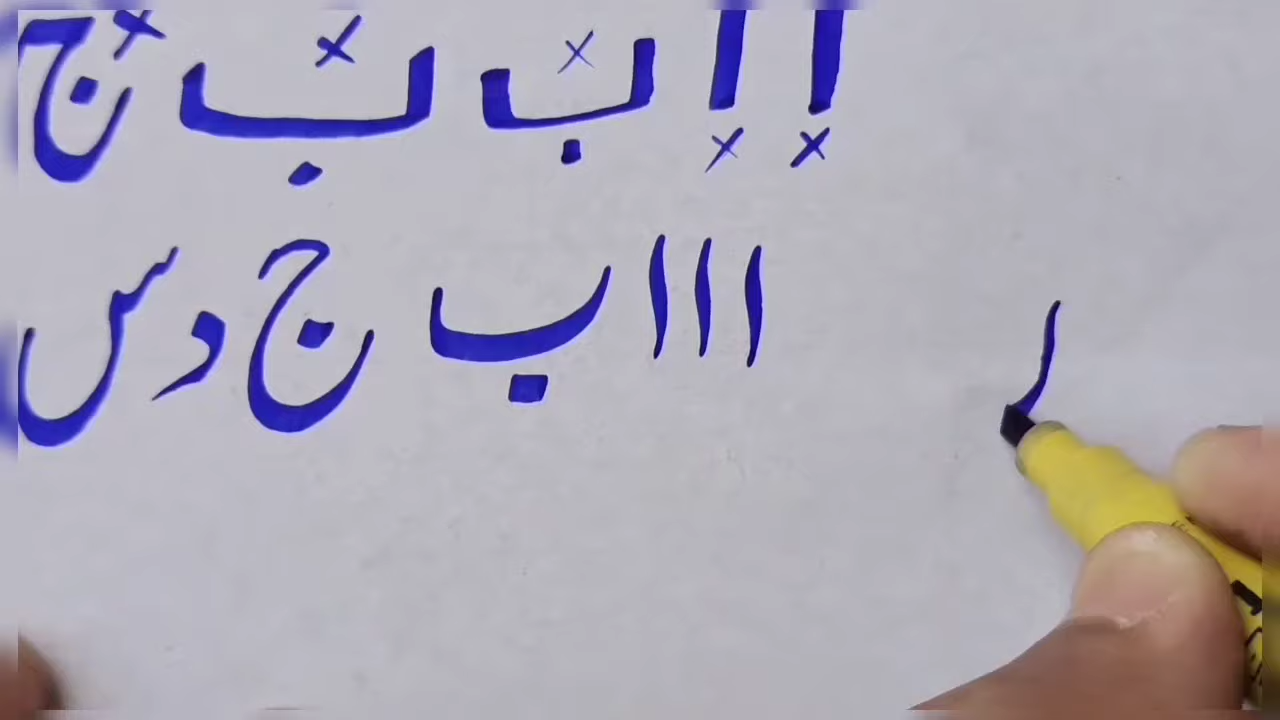 ا ا ب ب ج
ا ا ا ب ج د س